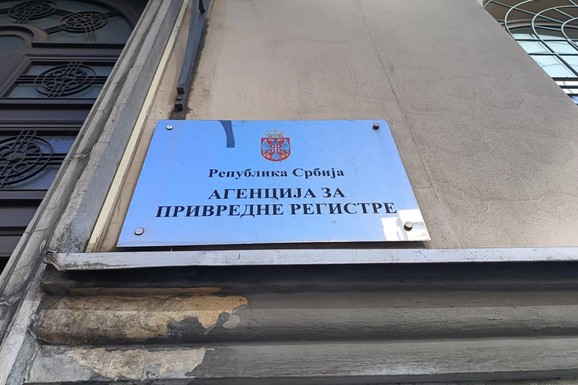 Република Србија
АГЕНЦИЈА ЗА
ПРИВРЕДНЕ РЕГИСТРЕ